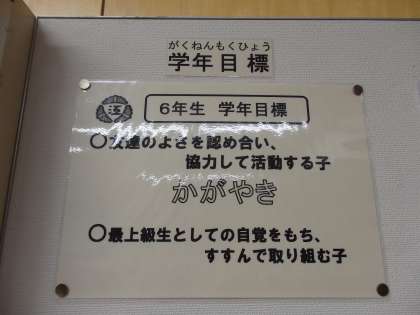 がくねんもくひょう
学年目標
6年生 学年目標
○友達のよさを認め合い、
協力して活動する子
かがやき
○最上級生としての自覚をもち、
すすんで取り組む子